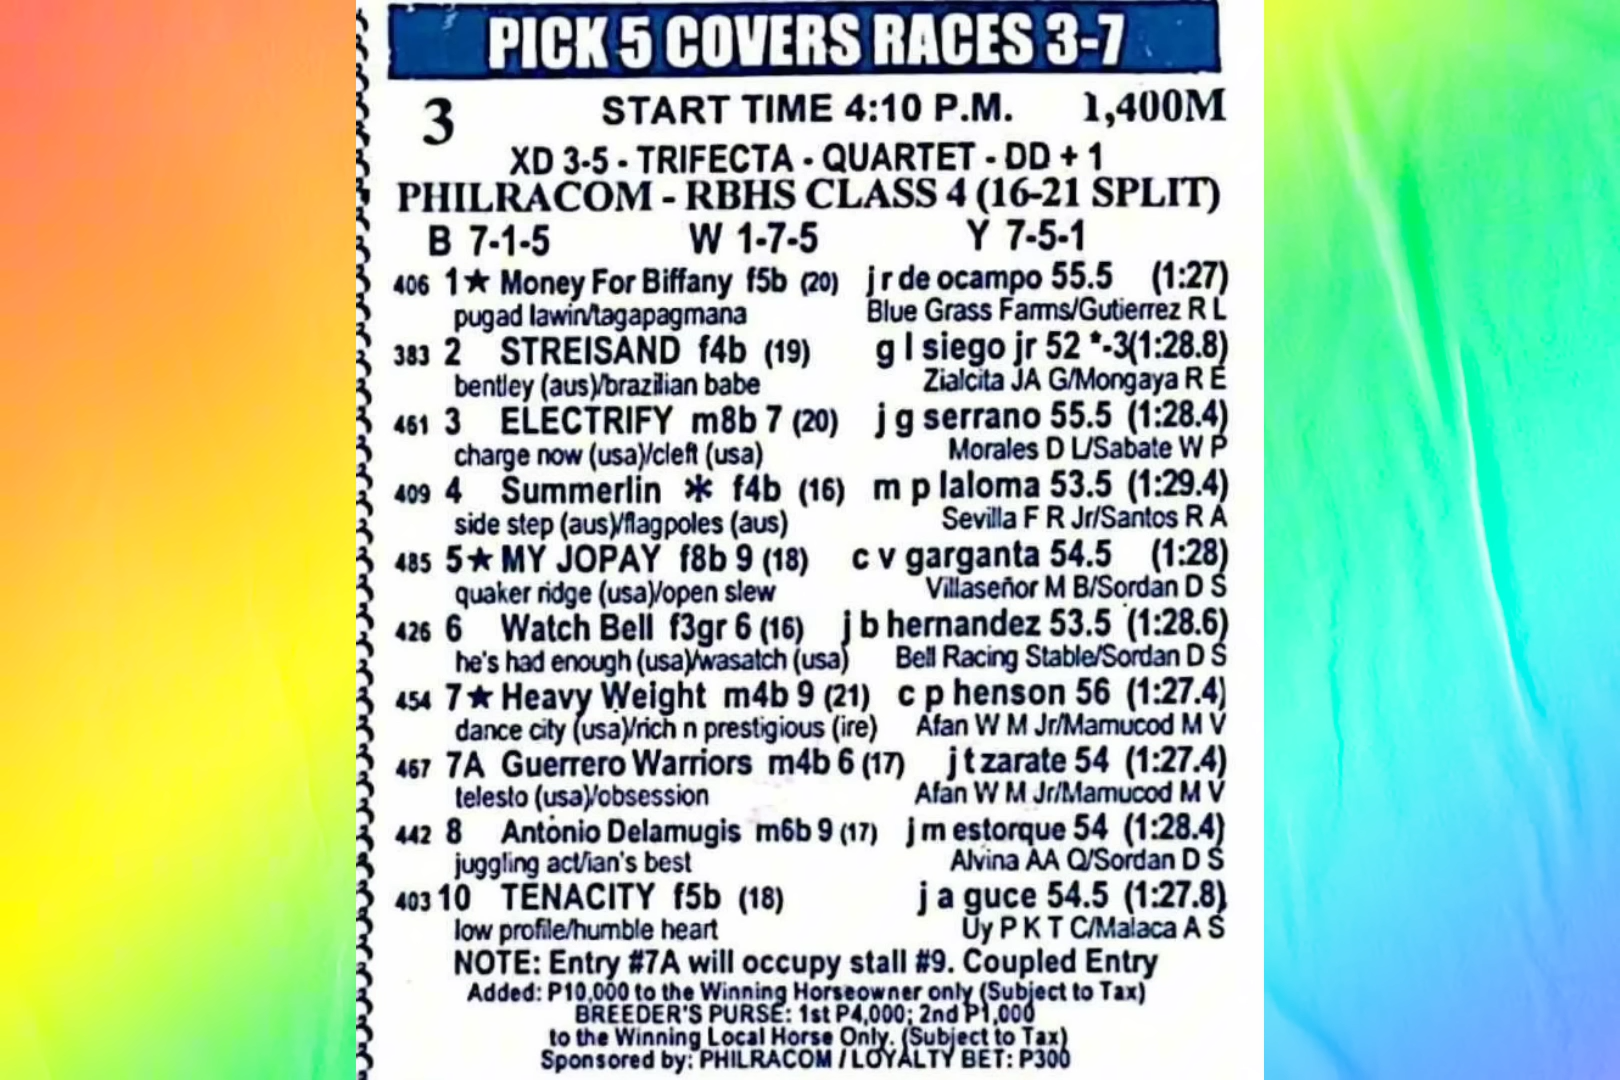 PICK 5 COVERS RACES 3-7
3 START TIME 4:10 P.M. 1,400M
XD 3-5 - TRIFECTA - QUARTET - DD + 1
PHILRACOM - RBHS CLASS 4 (16-21 SPLIT)
B 7-1-5 W 1-7-5 Y 7-5-1
406 1★ Money For Biffany f5b (20) j r de ocampo 55.5 (1:27)
pugad lawin/tagapagmana Blue Grass Farms/Gutierrez R L
383 2 STREISAND f4b (19) g l siego jr 52 *-3(1:28.8)
bentley (aus)/brazilian babe Zialcita JA G/Mongaya R E
461 3 ELECTRIFY m8b 7 (20) j g serrano 55.5 (1:28.4)
charge now (usa)/cleft (usa) Morales D L/Sabate W P
409 4 Summerlin * f4b (16) m p laloma 53.5 (1:29.4)
side step (aus)/flagpoles (aus) Sevilla F R Jr/Santos R A
485 5★ MY JOPAY f8b 9 (18) c v garganta 54.5 (1:28)
quaker ridge (usa)/open slew Villaseñor M B/Sordan D S
426 6 Watch Bell f3gr 6 (16) j b hernandez 53.5 (1:28.6)
he's had enough (usa)/wasatch (usa) Bell Racing Stable/Sordan D S
454 7★ Heavy Weight m4b 9 (21) c p henson 56 (1:27.4)
dance city (usa)/rich n prestigious (ire) Afan W M Jr/Mamucod M V
467 7A Guerrero Warriors m4b 6 (17) j t zarate 54 (1:27.4)
telesto (usa)/obsession Afan W M Jr/Mamucod M V
442 8 Antonio Delamugis m6b 9 (17) j m estorque 54 (1:28.4)
juggling act/ian's best Alvina AA Q/Sordan D S
403 10 TENACITY f5b (18) j a guce 54.5 (1:27.8)
low profile/humble heart Uy P K T C/Malaca A S
NOTE: Entry #7A will occupy stall #9. Coupled Entry
Added: P10,000 to the Winning Horseowner only (Subject to Tax)
BREEDER'S PURSE: 1st P4,000; 2nd P1,000
to the Winning Local Horse Only. (Subject to Tax)
Sponsored by: PHILRACOM / LOYALTY BET: P300